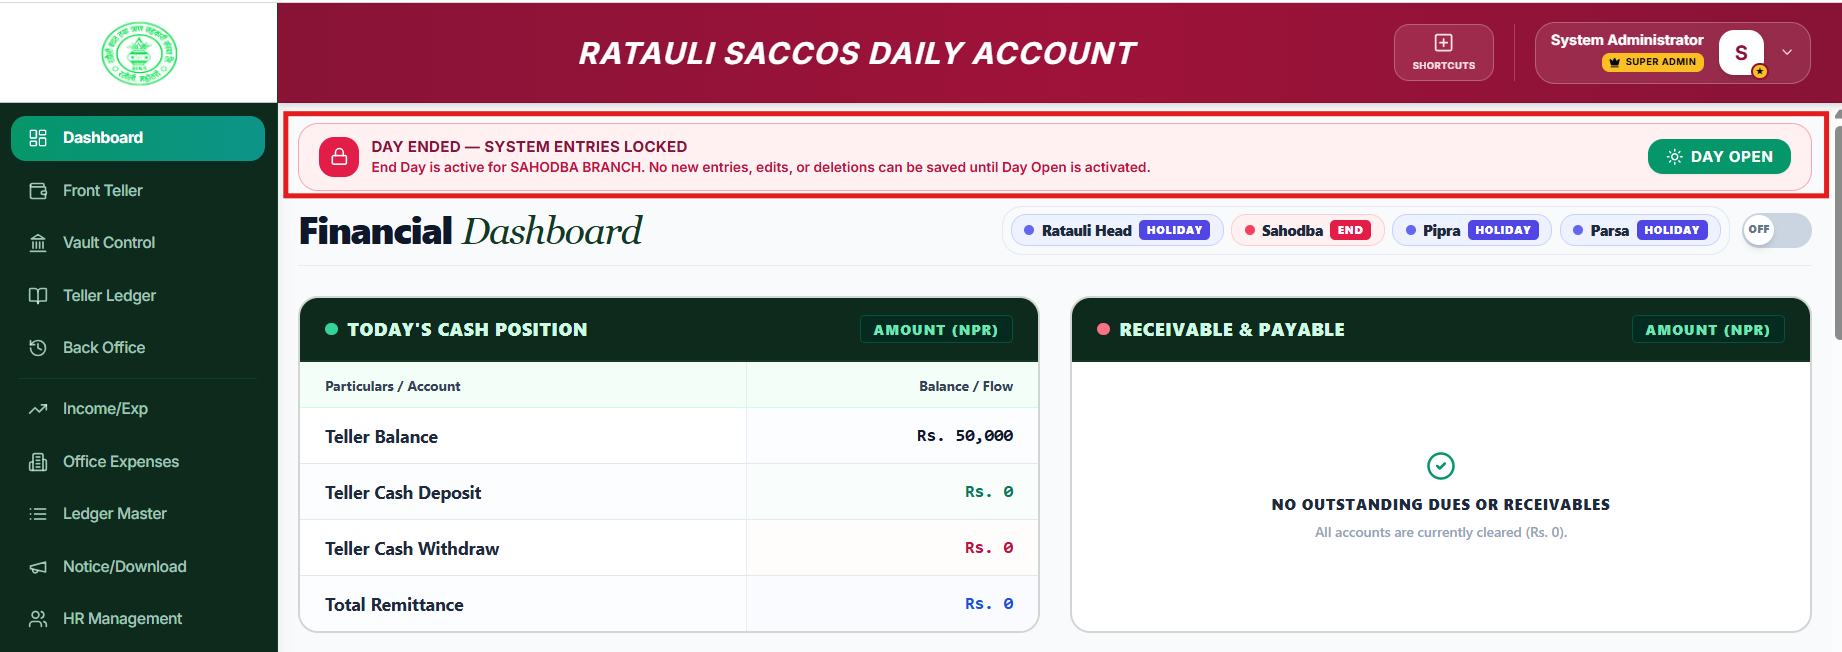 RATAULI SACCOS DAILY ACCOUNT
SHORTCUTS
System Administrator
SUPER ADMIN
S
Dashboard
Front Teller
Vault Control
Teller Ledger
Back Office
Income/Exp
Office Expenses
Ledger Master
Notice/Download
HR Management
DAY ENDED — SYSTEM ENTRIES LOCKED
End Day is active for SAHODBA BRANCH. No new entries, edits, or deletions can be saved until Day Open is activated.
DAY OPEN
Financial Dashboard
Ratauli Head HOLIDAY
Sahodba END
Pipra HOLIDAY
Parsa HOLIDAY
OFF
TODAY'S CASH POSITION
AMOUNT (NPR)
Particulars / Account
Balance / Flow
Teller Balance
Rs. 50,000
Teller Cash Deposit
Rs. 0
Teller Cash Withdraw
Rs. 0
Total Remittance
Rs. 0
RECEIVABLE & PAYABLE
AMOUNT (NPR)
NO OUTSTANDING DUES OR RECEIVABLES
All accounts are currently cleared (Rs. 0).